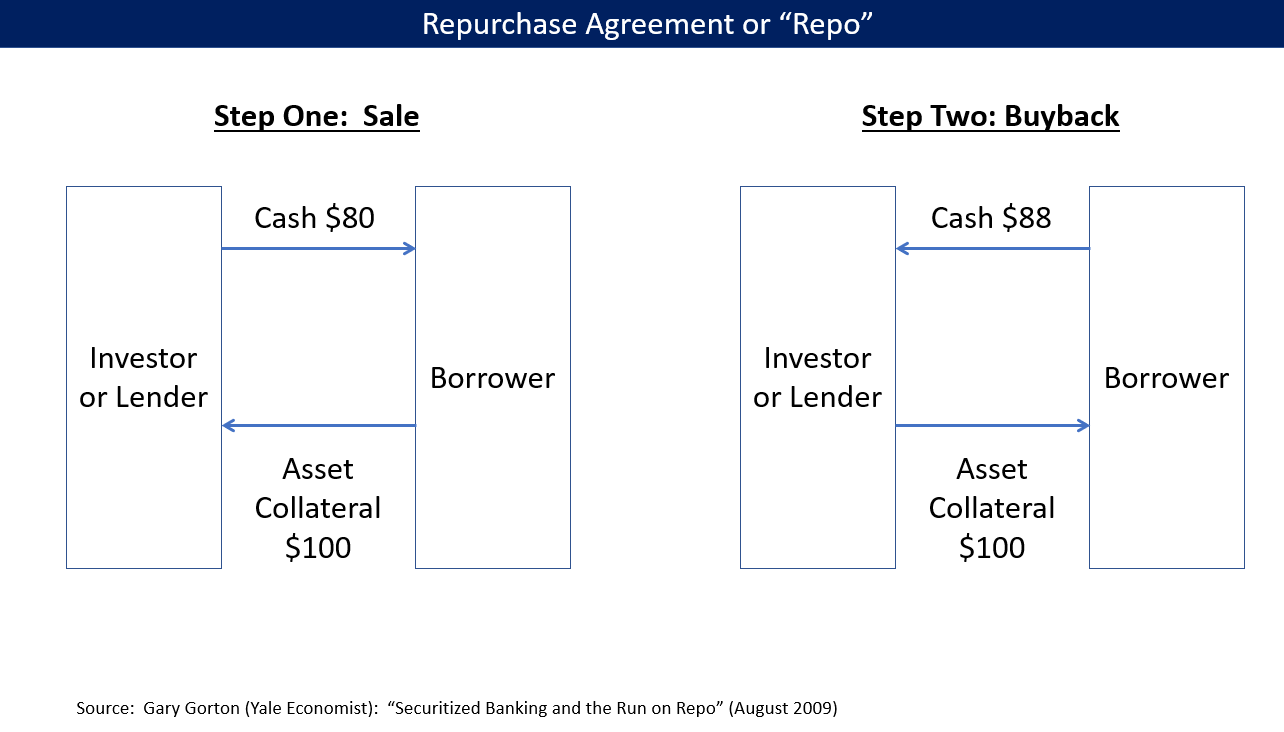 Repurchase Agreement or “Repo”
Step One:  Sale
Step Two: Buyback
Cash $80
Investor
or Lender
Borrower
Asset
Collateral
$100
Cash $88
Investor
or Lender
Borrower
Asset
Collateral
$100
Source:  Gary Gorton (Yale Economist):  “Securitized Banking and the Run on Repo” (August 2009)